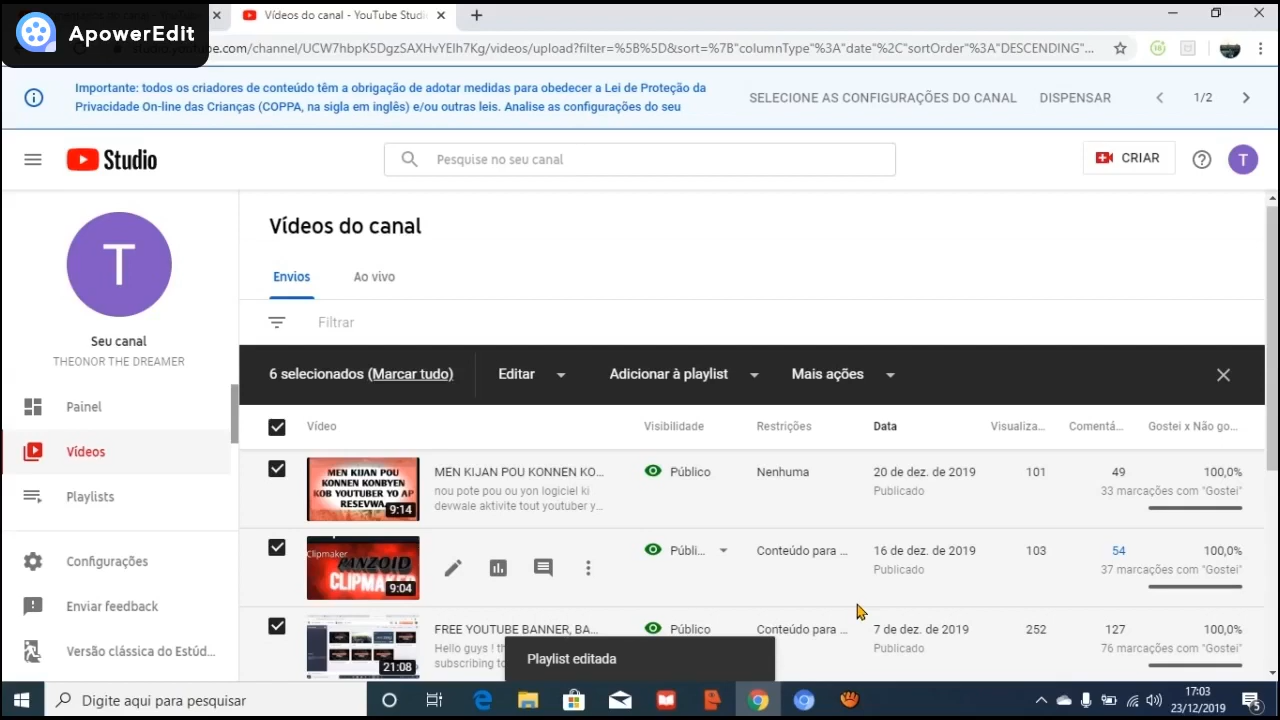 ApowerEdit
Vídeos do canal - YouTube Studi
studio.youtube.com/channel/UCW7hbpK5DgzSAXHvYEIh7Kg/videos/upload?filter=%5B%5D&sort=%7B"columnType"%3A"date"%2C"sortOrder"%3A"DESCENDING"...
Importante: todos os criadores de conteúdo têm a obrigação de adotar medidas para obedecer a Lei de Proteção da
Privacidade On-line das Crianças (COPPA, na sigla em inglês) e/ou outras leis. Analise as configurações do seu
SELECIONE AS CONFIGURAÇÕES DO CANAL DISPENSAR 1/2
Studio
Pesquise no seu canal
CRIAR
T
T
Seu canal
THEONOR THE DREAMER
Painel
Vídeos
Playlists
Configurações
Enviar feedback
Versão clássica do Estúd...
Vídeos do canal
Envios Ao vivo
Filtrar
6 selecionados (Marcar tudo) Editar Adicionar à playlist Mais ações
Vídeo Visibilidade Restrições Data Visualiza... Comentá... Gostei x Não go...
MEN KIJAN POU
KONNEN KONBYEN
KOB YOUTUBER YO AP
RESEVWA.
9:14
MEN KIJAN POU KONNEN KO...
nou pote pou ou yon logiciel ki
devwale aktivite tout youtuber y...
Público Nenhuma 20 de dez. de 2019 101 49 100,0%
Publicado 33 marcações com "Gostei"
Clipmaker
PANZOID
CLIPMAKER
9:04
Públi... Conteúdo para ... 16 de dez. de 2019 103 54 100,0%
Publicado 37 marcações com "Gostei"
21:08
FREE YOUTUBE BANNER, BA...
Hello guys ! th
subscribing to
Público Conteúdo para ... 7 de dez. de 2019 252 127 100,0%
Publicado 76 marcações com "Gostei"
Playlist editada
Digite aqui para pesquisar
17:03
23/12/2019
5